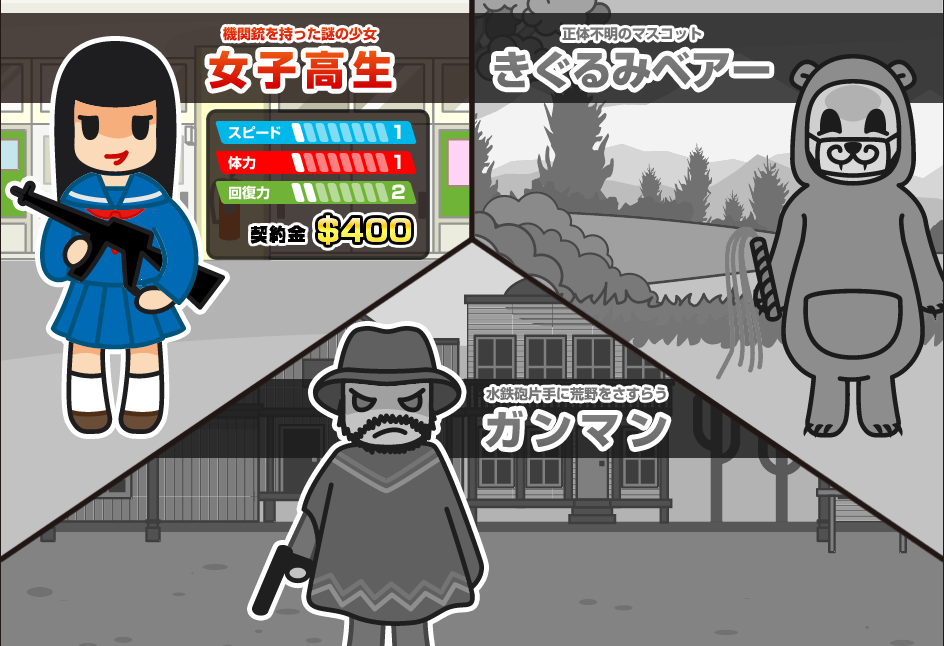 機関銃を持った謎の少女
女子高生
スピード 1
体力 1
回復力 2
契約金 $400
正体不明のマスコット
きぐるみベアー
水鉄砲片手に荒野をさすらう
ガンマン